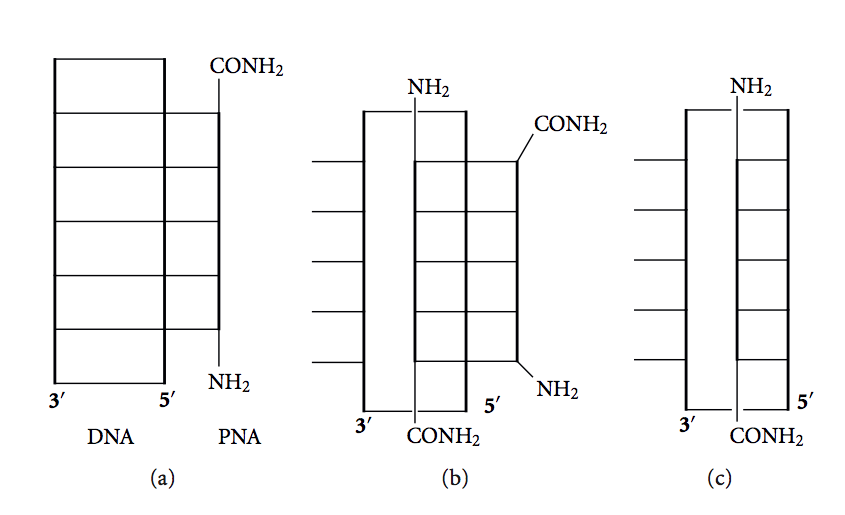 CONH₂
NH₂
3′ 5′
DNA PNA
(a)
NH₂
CONH₂
NH₂
5′
3′
CONH₂
(b)
NH₂
5′
3′
CONH₂
(c)